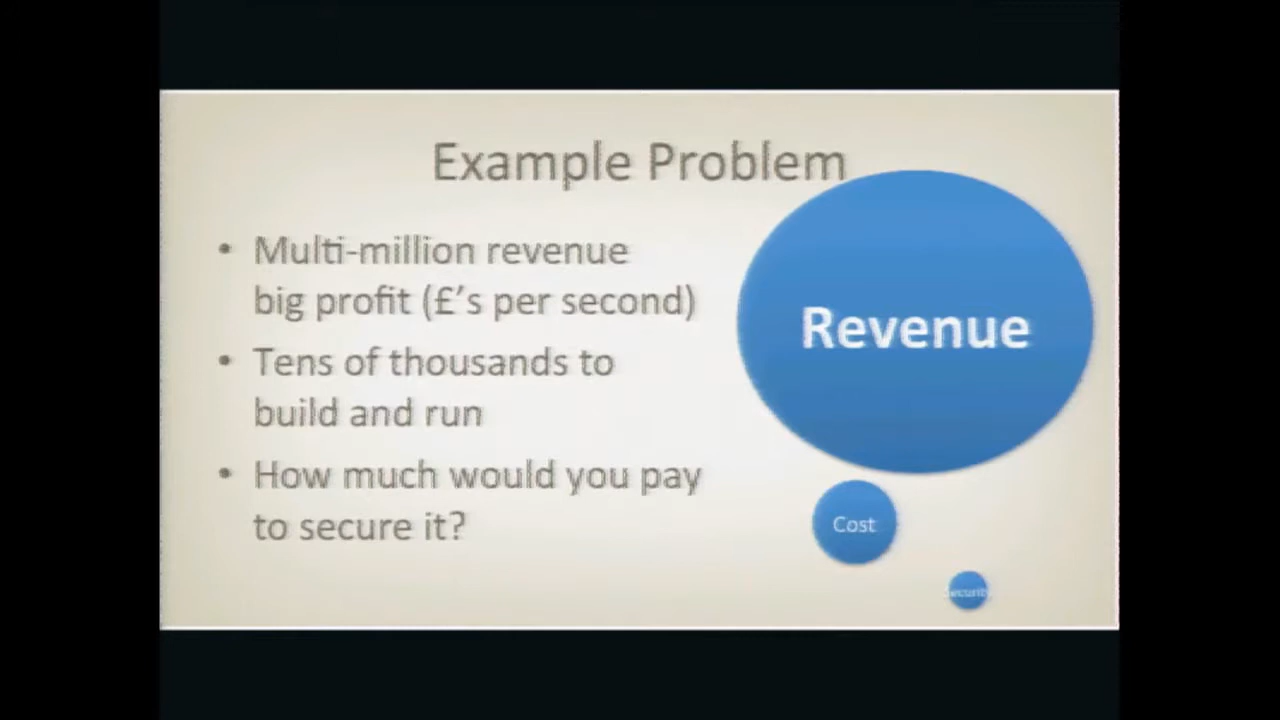 Example Problem
• Multi-million revenue
big profit (£'s per second)
• Tens of thousands to
build and run
• How much would you pay
to secure it?
Revenue
Cost
Security